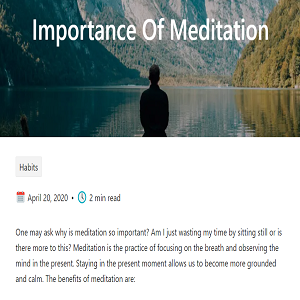 Importance Of Meditation
Habits
April 20, 2020 • 2 min read
One may ask why is meditation so important? Am I just wasting my time by sitting still or is
there more to this? Meditation is the practice of focusing on the breath and observing the
mind in the present. Staying in the present moment allows us to become more grounded
and calm. The benefits of meditation are: